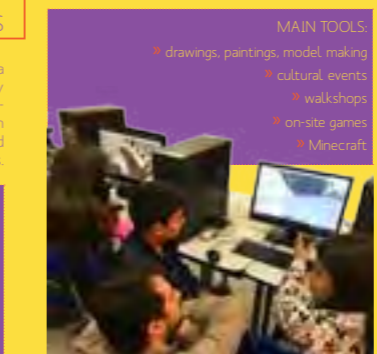 MAIN TOOLS:
» drawings, paintings, model making
» cultural events
» walkshops
» on-site games
» Minecraft